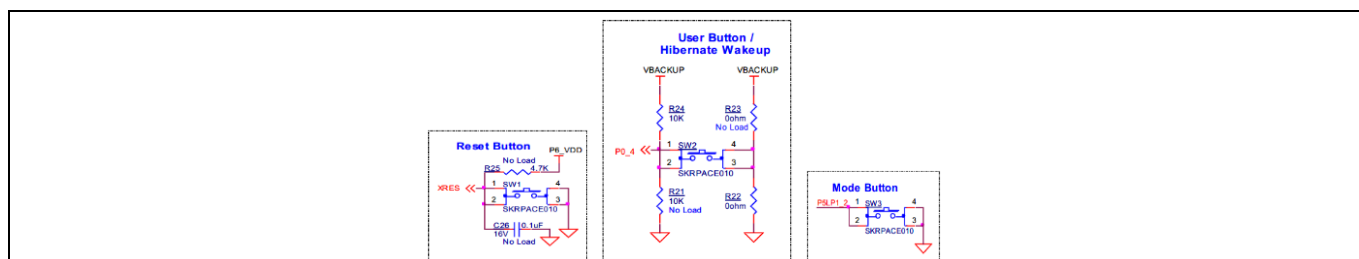 User Button /
Hibernate Wakeup
VBACKUP VBACKUP
R24 R23
10K 0ohm
No Load
P0_4 1 SW2 4
2 3
SKRPACE010
R21 R22
10K 0ohm
No Load
Reset Button
No Load P6_VDD
R25 4.7K
XRES 1 SW1 4
2 3
SKRPACE010
C26 0.1uF
16V
No Load
Mode Button
P5LP1_2 1 SW3 4
2 3
SKRPACE010